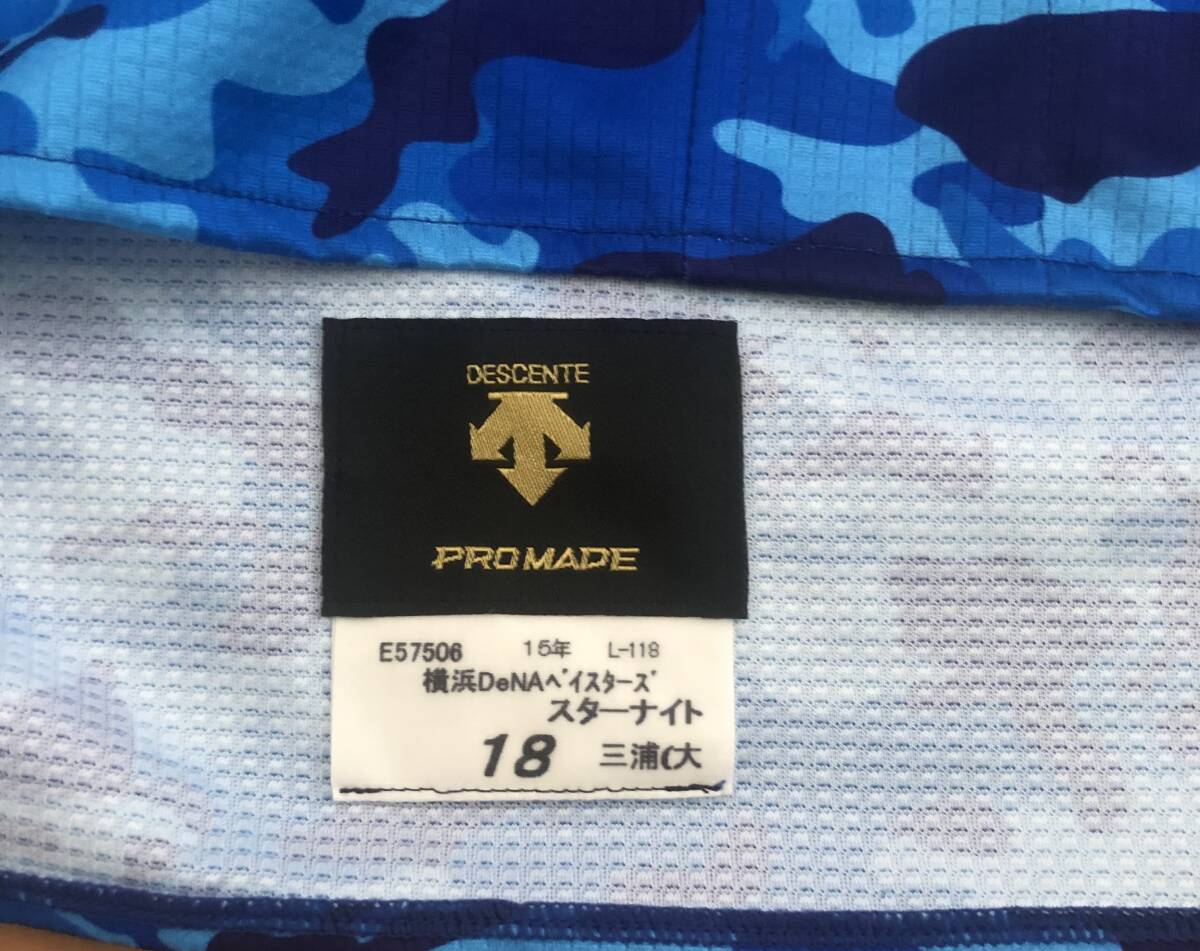 DESCENTE
PROMADE
E57506 15年 L-118
横浜DeNAベイスターズ
スターナイト
18 三浦(大